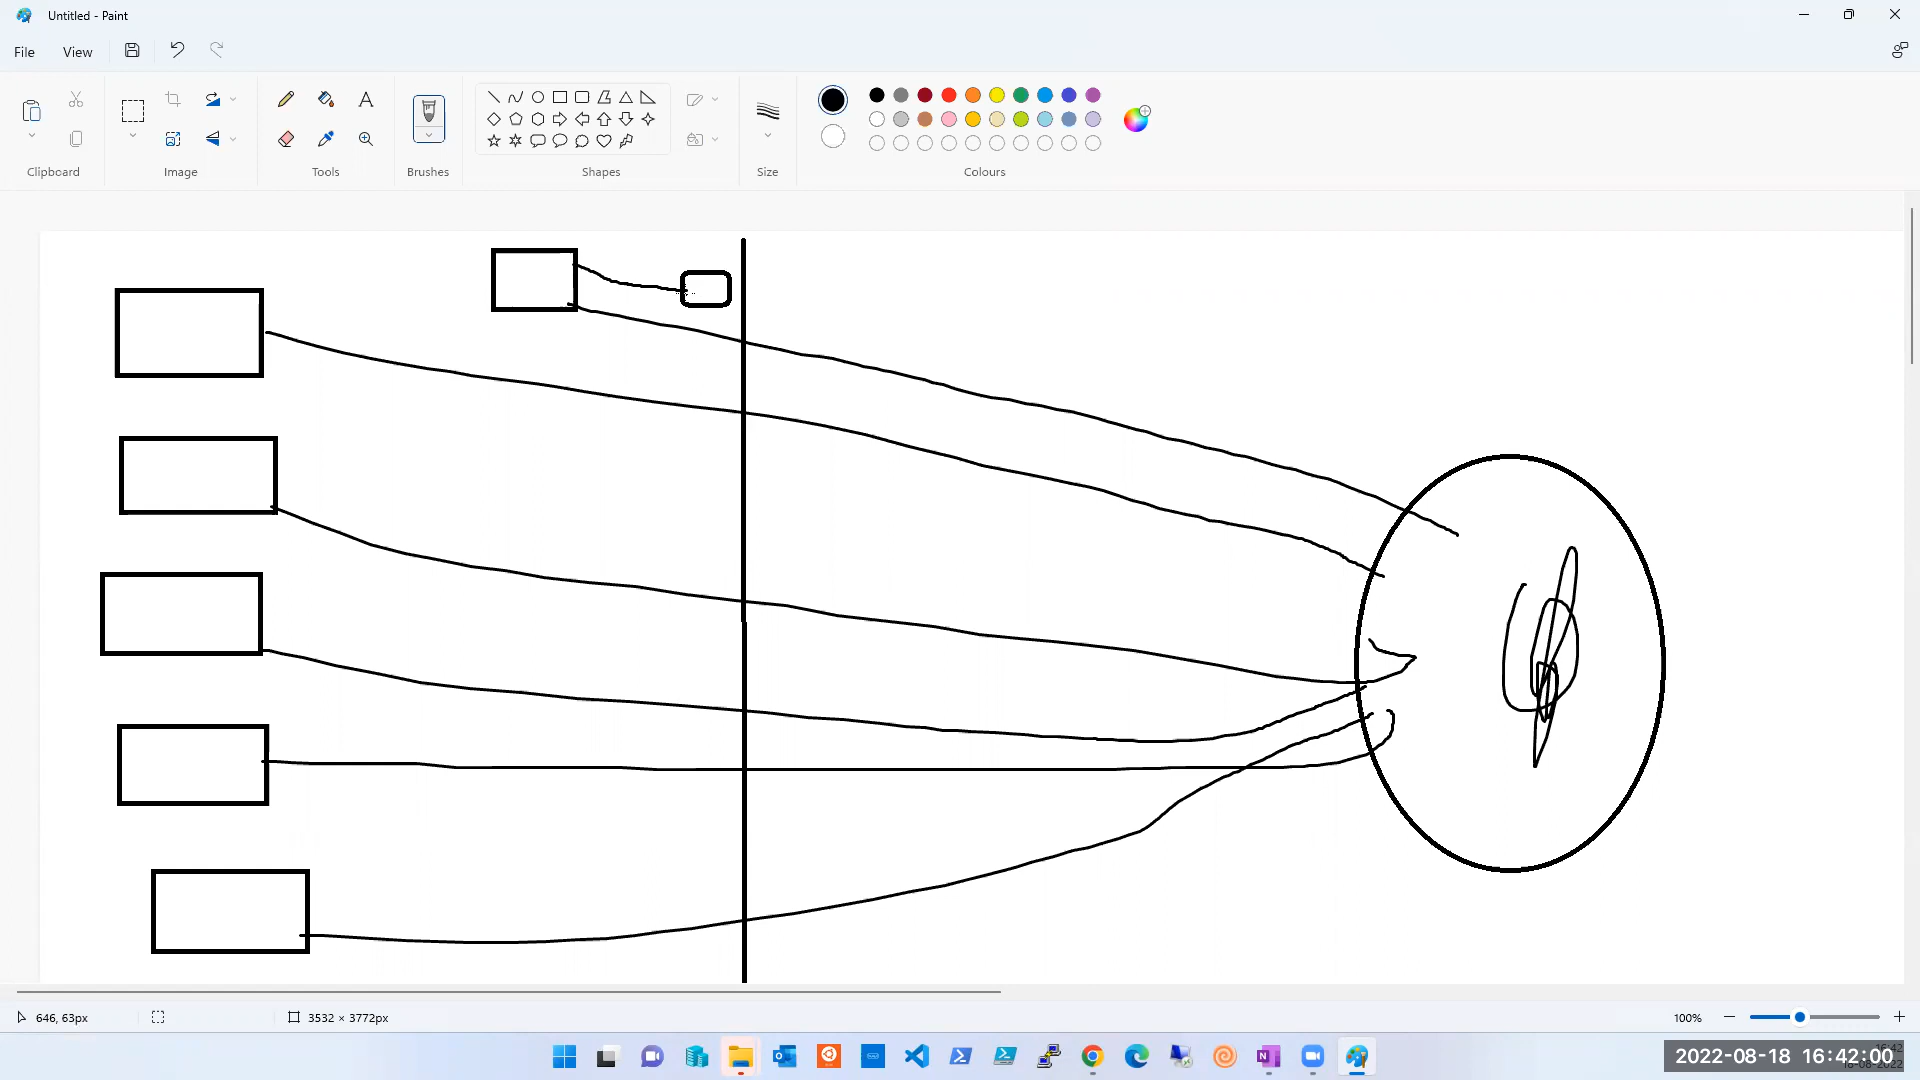 Untitled - Paint
File View
Clipboard Image Tools Brushes Shapes Size Colours
646, 63px 3532 × 3772px 100%
2022-08-18 16:42:00